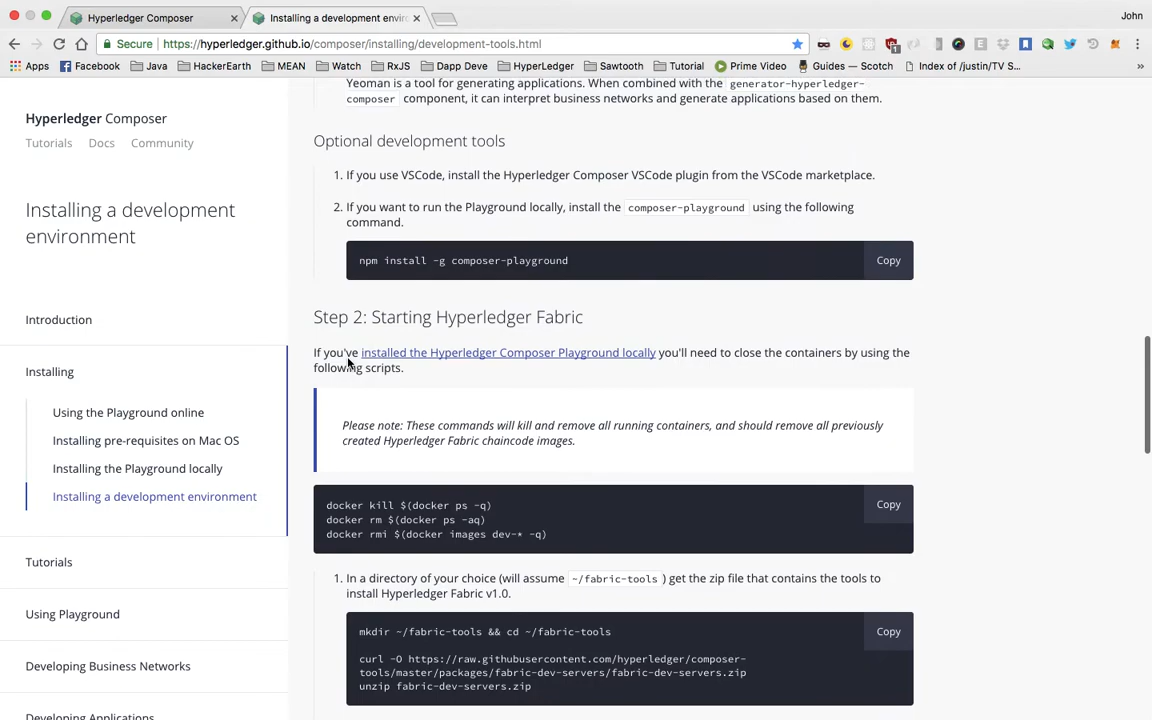 Hyperledger Composer
Installing a development envir
John
Secure
https://hyperledger.github.io/composer/installing/development-tools.html
Apps
Facebook
Java
HackerEarth
MEAN
Watch
RxJS
Dapp Deve
HyperLedger
Sawtooth
Tutorial
Prime Video
Guides — Scotch
Index of /justin/TV S...
»
Hyperledger Composer
Tutorials Docs Community
Installing a development
environment
Introduction
Installing
Using the Playground online
Installing pre-requisites on Mac OS
Installing the Playground locally
Installing a development environment
Tutorials
Using Playground
Developing Business Networks
Developing Applications
Yeoman is a tool for generating applications. When combined with the generator-hyperledger-
composer component, it can interpret business networks and generate applications based on them.
Optional development tools
1. If you use VSCode, install the Hyperledger Composer VSCode plugin from the VSCode marketplace.
2. If you want to run the Playground locally, install the composer-playground using the following
command.
npm install -g composer-playground
Copy
Step 2: Starting Hyperledger Fabric
If you've installed the Hyperledger Composer Playground locally you'll need to close the containers by using the
following scripts.
Please note: These commands will kill and remove all running containers, and should remove all previously
created Hyperledger Fabric chaincode images.
docker kill $(docker ps -q)
docker rm $(docker ps -aq)
docker rmi $(docker images dev-* -q)
Copy
1. In a directory of your choice (will assume ~/fabric-tools ) get the zip file that contains the tools to
install Hyperledger Fabric v1.0.
mkdir ~/fabric-tools && cd ~/fabric-tools
curl -O https://raw.githubusercontent.com/hyperledger/composer-
tools/master/packages/fabric-dev-servers/fabric-dev-servers.zip
unzip fabric-dev-servers.zip
Copy